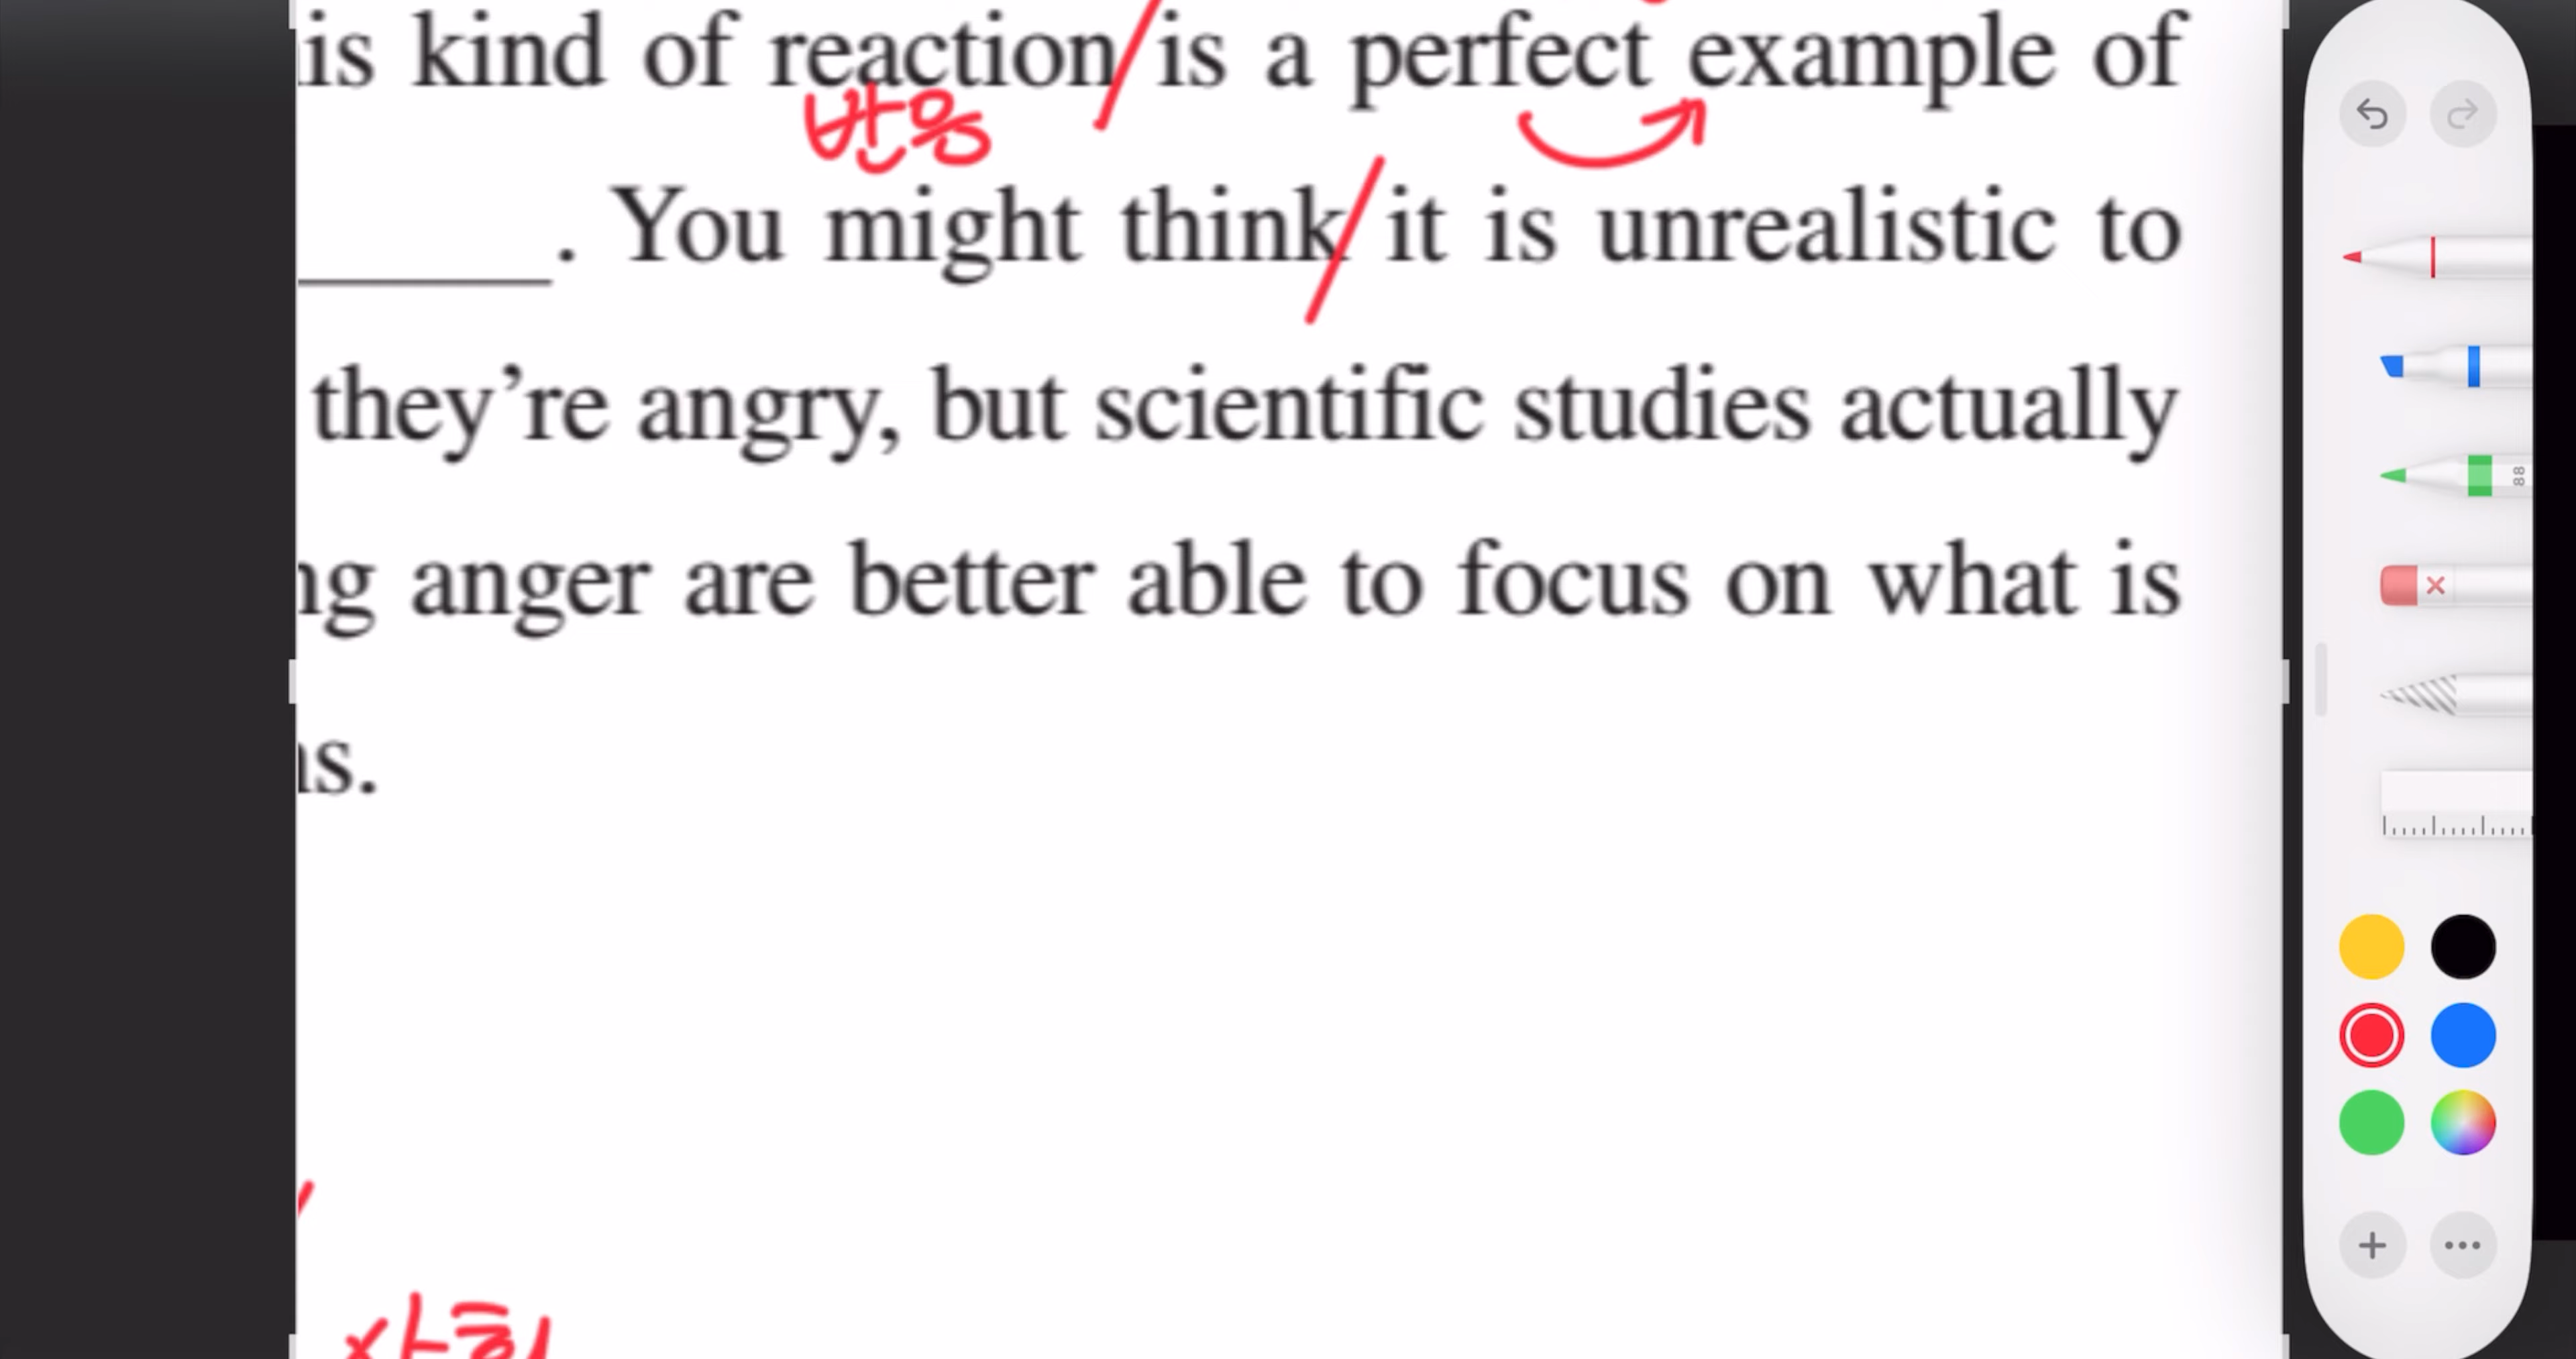 is kind of reaction is a perfect example of
반응
. You might think it is unrealistic to
they're angry, but scientific studies actually
ng anger are better able to focus on what is
ns.
88